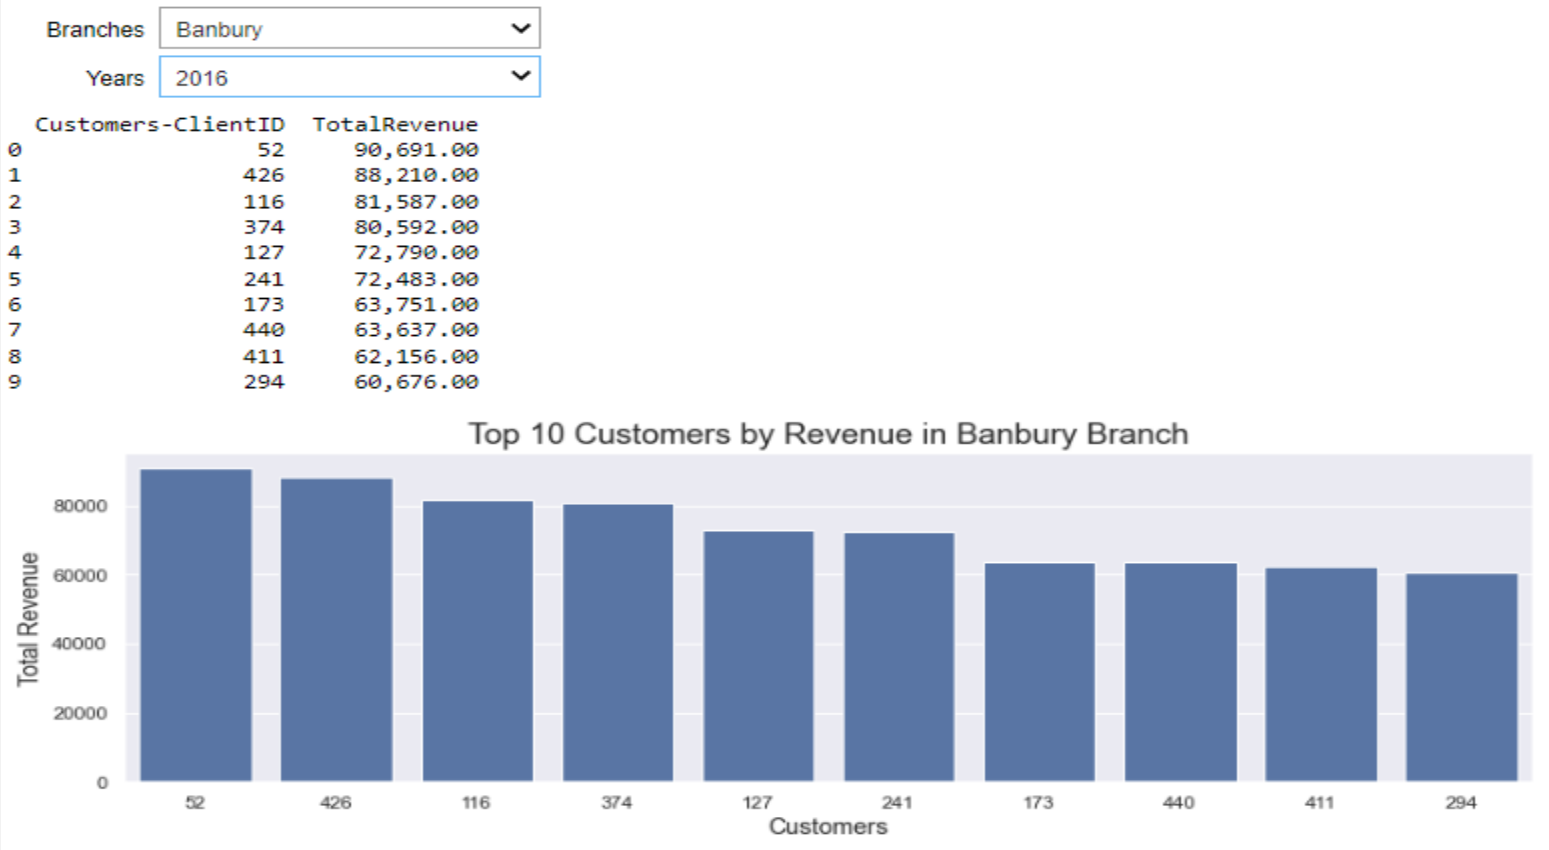 Branches Banbury
Years 2016
Customers-ClientID TotalRevenue
0 52 90,691.00
1 426 88,210.00
2 116 81,587.00
3 374 80,592.00
4 127 72,790.00
5 241 72,483.00
6 173 63,751.00
7 440 63,637.00
8 411 62,156.00
9 294 60,676.00
Top 10 Customers by Revenue in Banbury Branch
Total Revenue
80000
60000
40000
20000
0
52 426 116 374 127 241 173 440 411 294
Customers